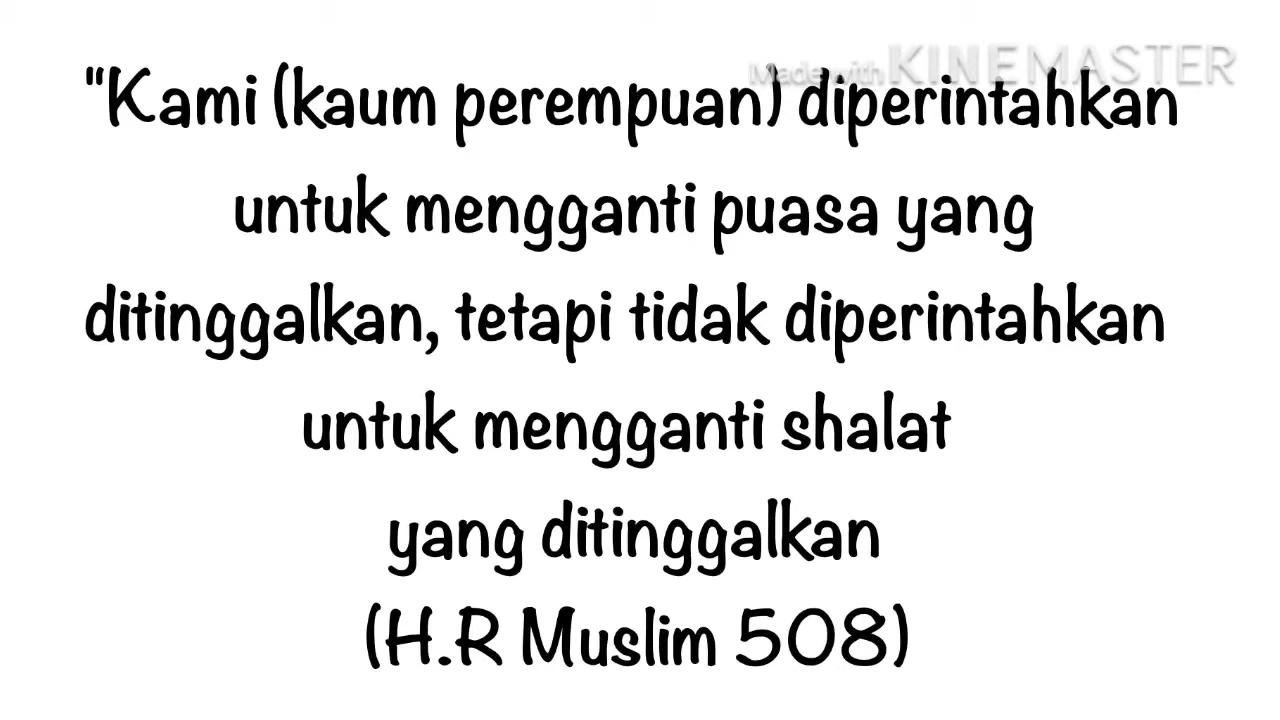 Made with KINEMASTER
"Kami (kaum perempuan) diperintahkan
untuk mengganti puasa yang
ditinggalkan, tetapi tidak diperintahkan
untuk mengganti shalat
yang ditinggalkan
(H.R Muslim 508)